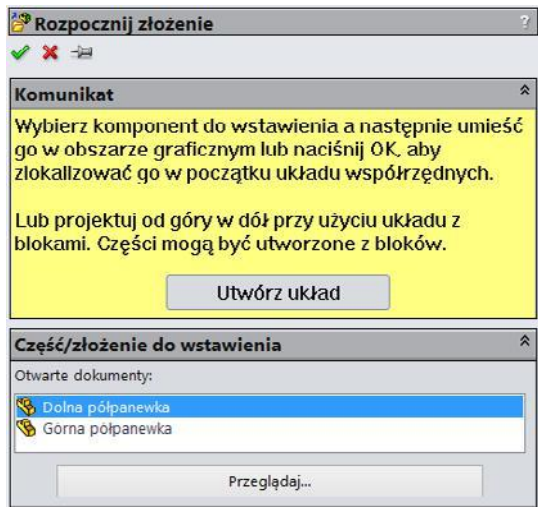 Rozpocznij złożenie ?
Komunikat
Wybierz komponent do wstawienia a następnie umieść
go w obszarze graficznym lub naciśnij OK, aby
zlokalizować go w początku układu współrzędnych.
Lub projektuj od góry w dół przy użyciu układu z
blokami. Części mogą być utworzone z bloków.
Utwórz układ
Część/złożenie do wstawienia
Otwarte dokumenty:
Dolna półpanewka
Górna półpanewka
Przeglądaj...